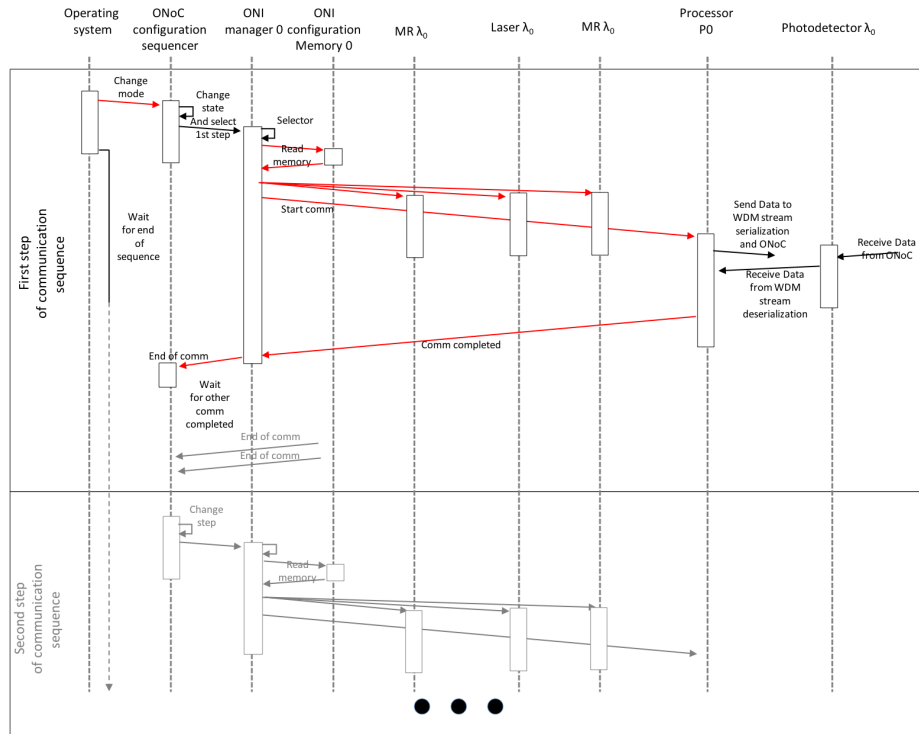 Operating
system
ONoC
configuration
sequencer
ONI
manager 0
ONI
configuration
Memory 0
MR λ₀
Laser λ₀
MR λ₀
Processor
P0
Photodetector λ₀
First step
of communication
sequence
Change
mode
Change
state
And select
1st step
Selector
Read
memory
Start comm
Wait
for end of
sequence
Send Data to
WDM stream
serialization
and ONoC
Receive Data
from ONoC
Receive Data
from WDM
stream
deserialization
Comm completed
End of comm
Wait
for other
comm
completed
End of comm
End of comm
Second step
of communication
sequence
Change
step
Read
memory